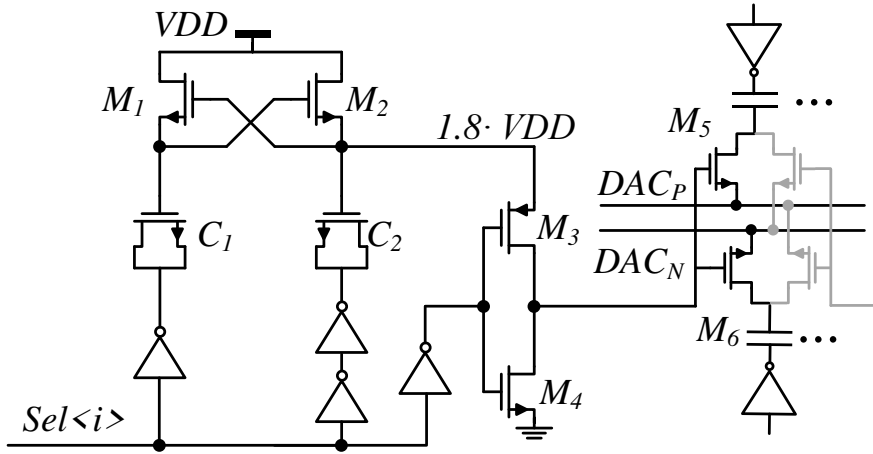 VDD
M1
M2
1.8· VDD
M5
C1
C2
M3
DACP
DACN
M6
M4
Sel<i>